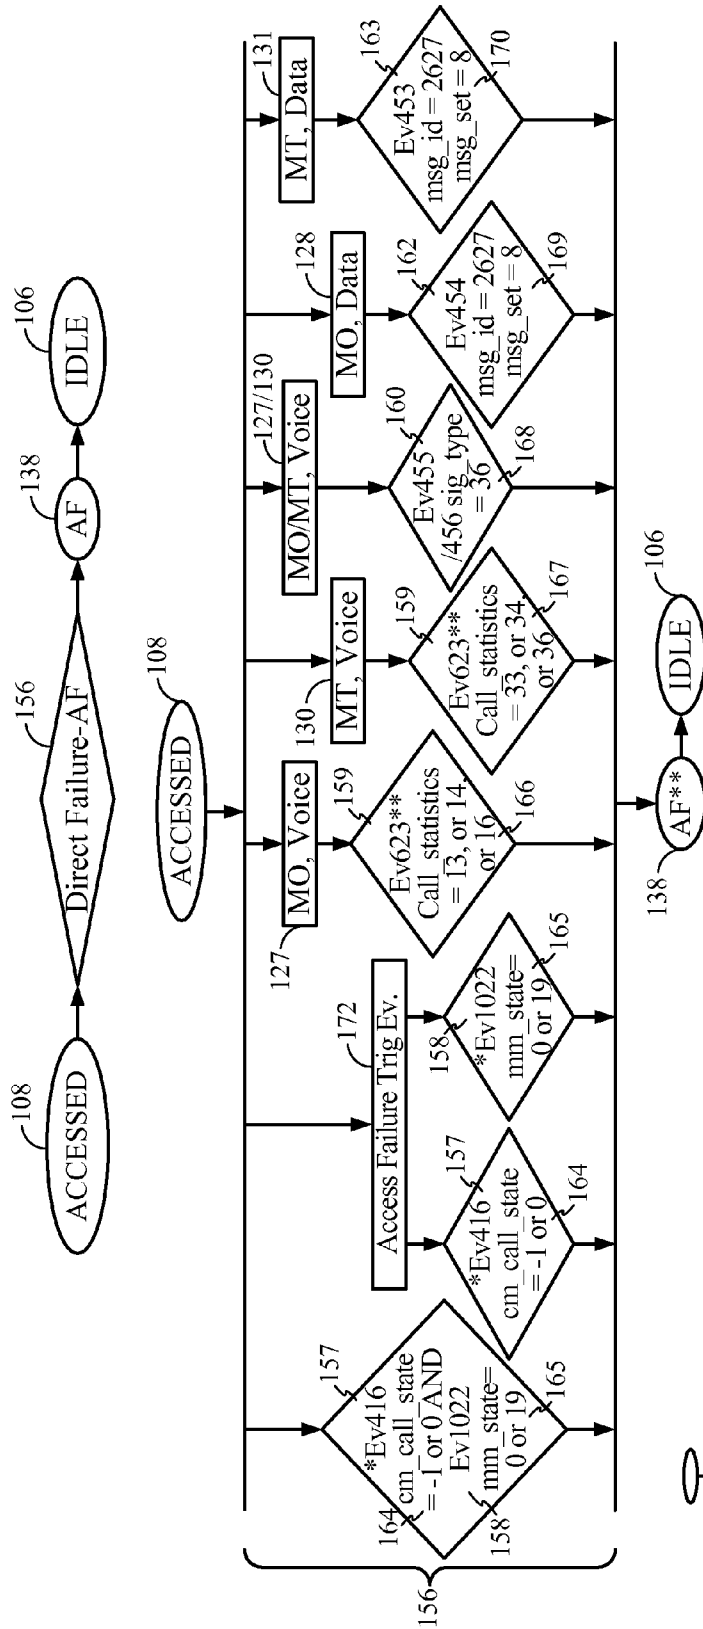 108
ACCESSED
156
Direct Failure-AF
138
AF
106
IDLE
108
ACCESSED
156
157
*Ev416
164
cm_call_state
= -1 or 0 AND
Ev1022
158
mm_state=
0 or 19
165
172
Access Failure Trig Ev.
157
*Ev416
cm_call_state
= -1 or 0
164
158
*Ev1022
mm_state=
0 or 19
165
127
MO, Voice
159
Ev623**
Call_statistics
= 13, or 14,
or 16
166
130
MT, Voice
159
Ev623**
Call_statistics
= 33, or 34,
or 36
167
127/130
MO/MT, Voice
160
Ev455
/456 sig_type
= 36
168
128
MO, Data
162
Ev454
msg_id = 2627
msg_set = 8
169
131
MT, Data
163
Ev453
msg_id = 2627
msg_set = 8
170
138
AF**
106
IDLE